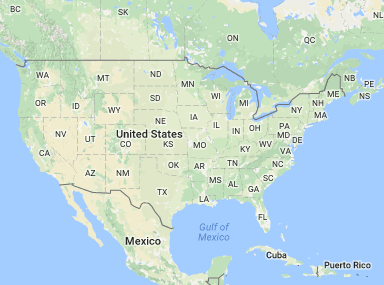 BC
SK
ON
QC
NL
NB
PE
NS
WA
MT
ND
MN
WI
MI
ME
NH
NY
MA
OR
ID
WY
SD
IA
NE
IL
IN
OH
PA
MD
DE
NV
UT
CO
United States
KS
MO
KY
WV
VA
CA
AZ
NM
OK
AR
TN
NC
SC
TX
MS
AL
GA
LA
FL
Gulf of
Mexico
Mexico
Cuba
Puerto Rico